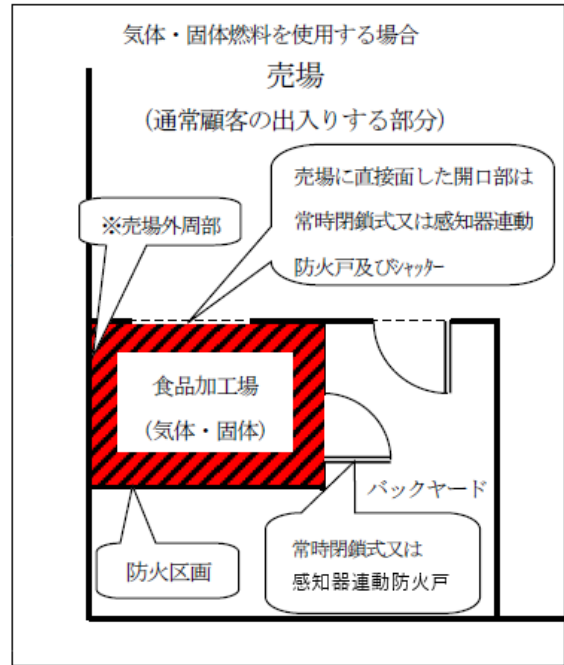 気体・固体燃料を使用する場合
売場
（通常顧客の出入りする部分）
売場に直接面した開口部は
常時閉鎖式又は感知器連動
防火戸及びｼｬｯﾀｰ
※売場外周部
食品加工場
（気体・固体）
バックヤード
防火区画
常時閉鎖式又は
感知器連動防火戸